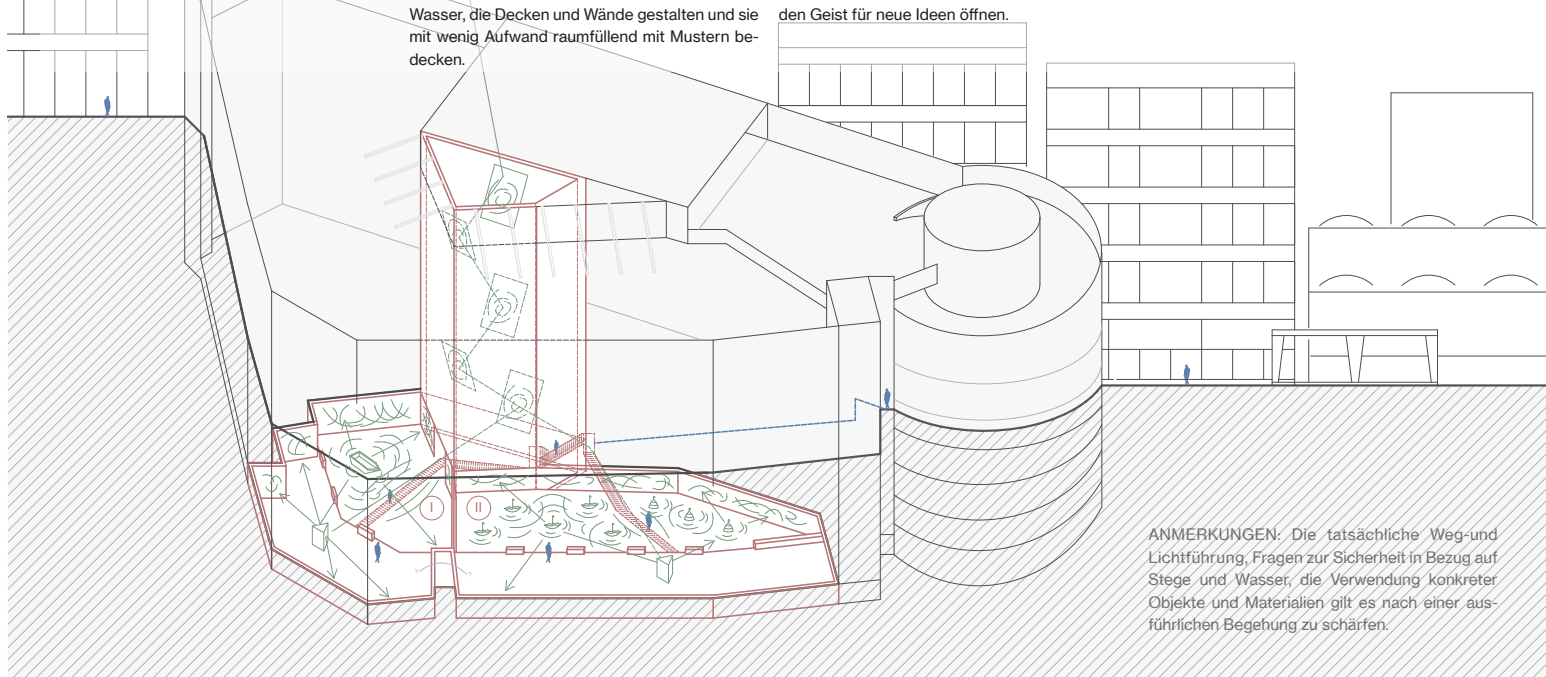 Wasser, die Decken und Wände gestalten und sie
mit wenig Aufwand raumfüllend mit Mustern be-
decken.
den Geist für neue Ideen öffnen.
I
II
ANMERKUNGEN: Die tatsächliche Weg-und
Lichtführung, Fragen zur Sicherheit in Bezug auf
Stege und Wasser, die Verwendung konkreter
Objekte und Materialien gilt es nach einer aus-
führlichen Begehung zu schärfen.